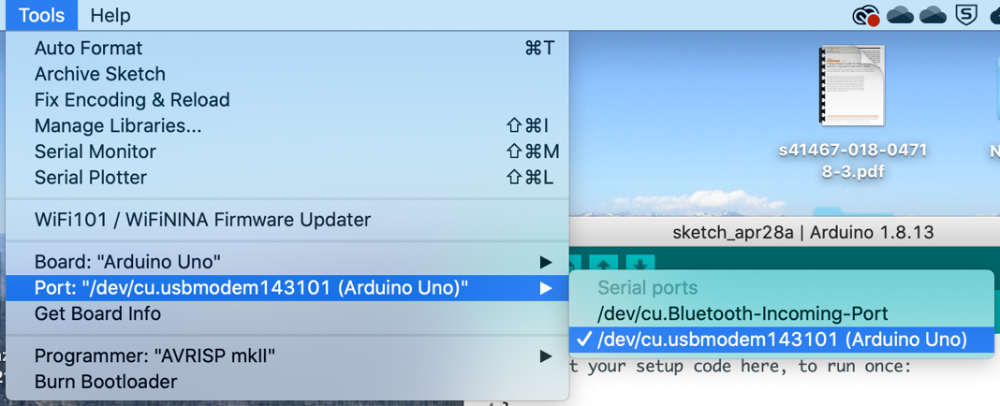 Tools Help
Auto Format ⌘T
Archive Sketch
Fix Encoding & Reload
Manage Libraries... ⇧⌘I
Serial Monitor ⇧⌘M
Serial Plotter ⇧⌘L
WiFi101 / WiFiNINA Firmware Updater
Board: "Arduino Uno"
Port: "/dev/cu.usbmodem143101 (Arduino Uno)"
Get Board Info
Programmer: "AVRISP mkII"
Burn Bootloader
s41467-018-0471
8-3.pdf
sketch_apr28a | Arduino 1.8.13
Serial ports
/dev/cu.Bluetooth-Incoming-Port
✓ /dev/cu.usbmodem143101 (Arduino Uno)
t your setup code here, to run once: